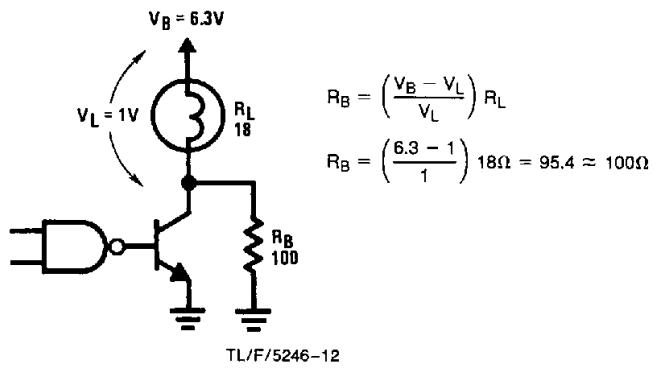 V_B = 6.3V
V_L = 1V
R_L
18
R_B
100
R_B = ((V_B − V_L) / V_L) R_L
R_B = ((6.3 − 1) / 1) 18Ω = 95.4 ≈ 100Ω
TL/F/5246–12